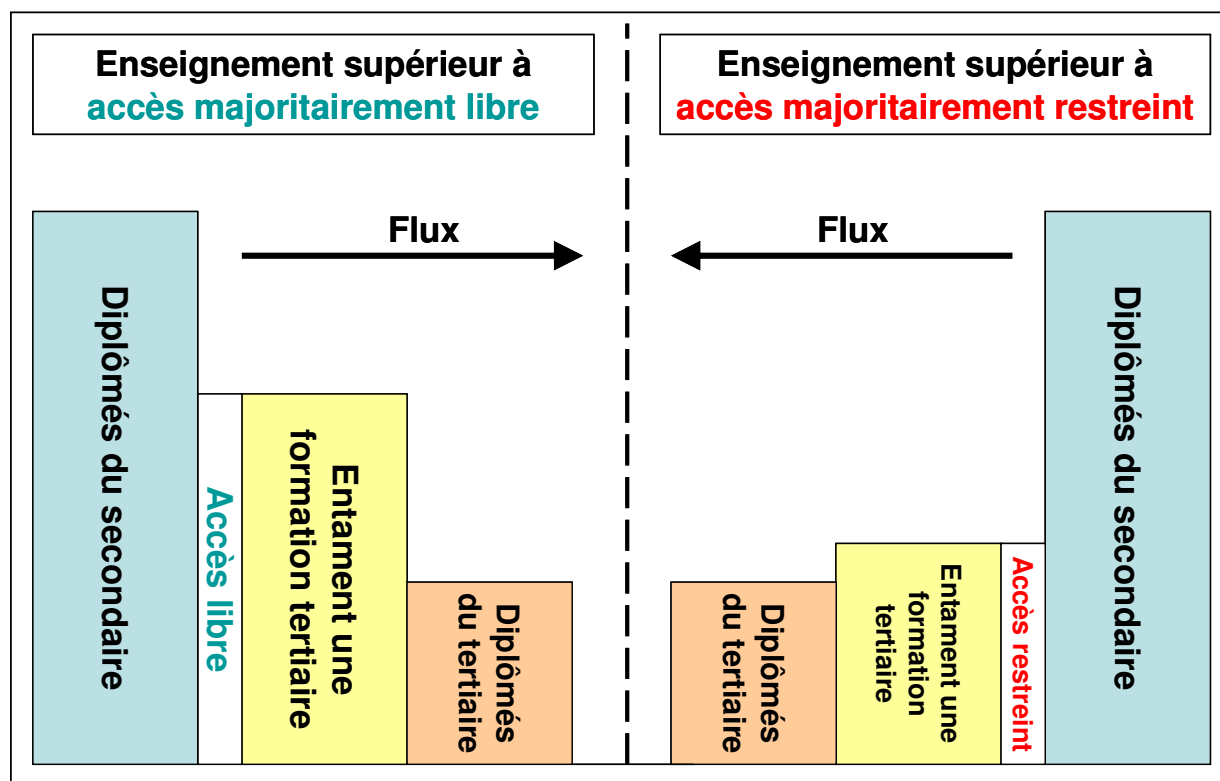 Enseignement supérieur à
accès majoritairement libre
Enseignement supérieur à
accès majoritairement restreint
Flux
Flux
Diplômés du secondaire
Accès libre
Entament une
formation tertiaire
Diplômés
du tertiaire
Diplômés
du tertiaire
Entament une
formation
tertiaire
Accès restreint
Diplômés du secondaire